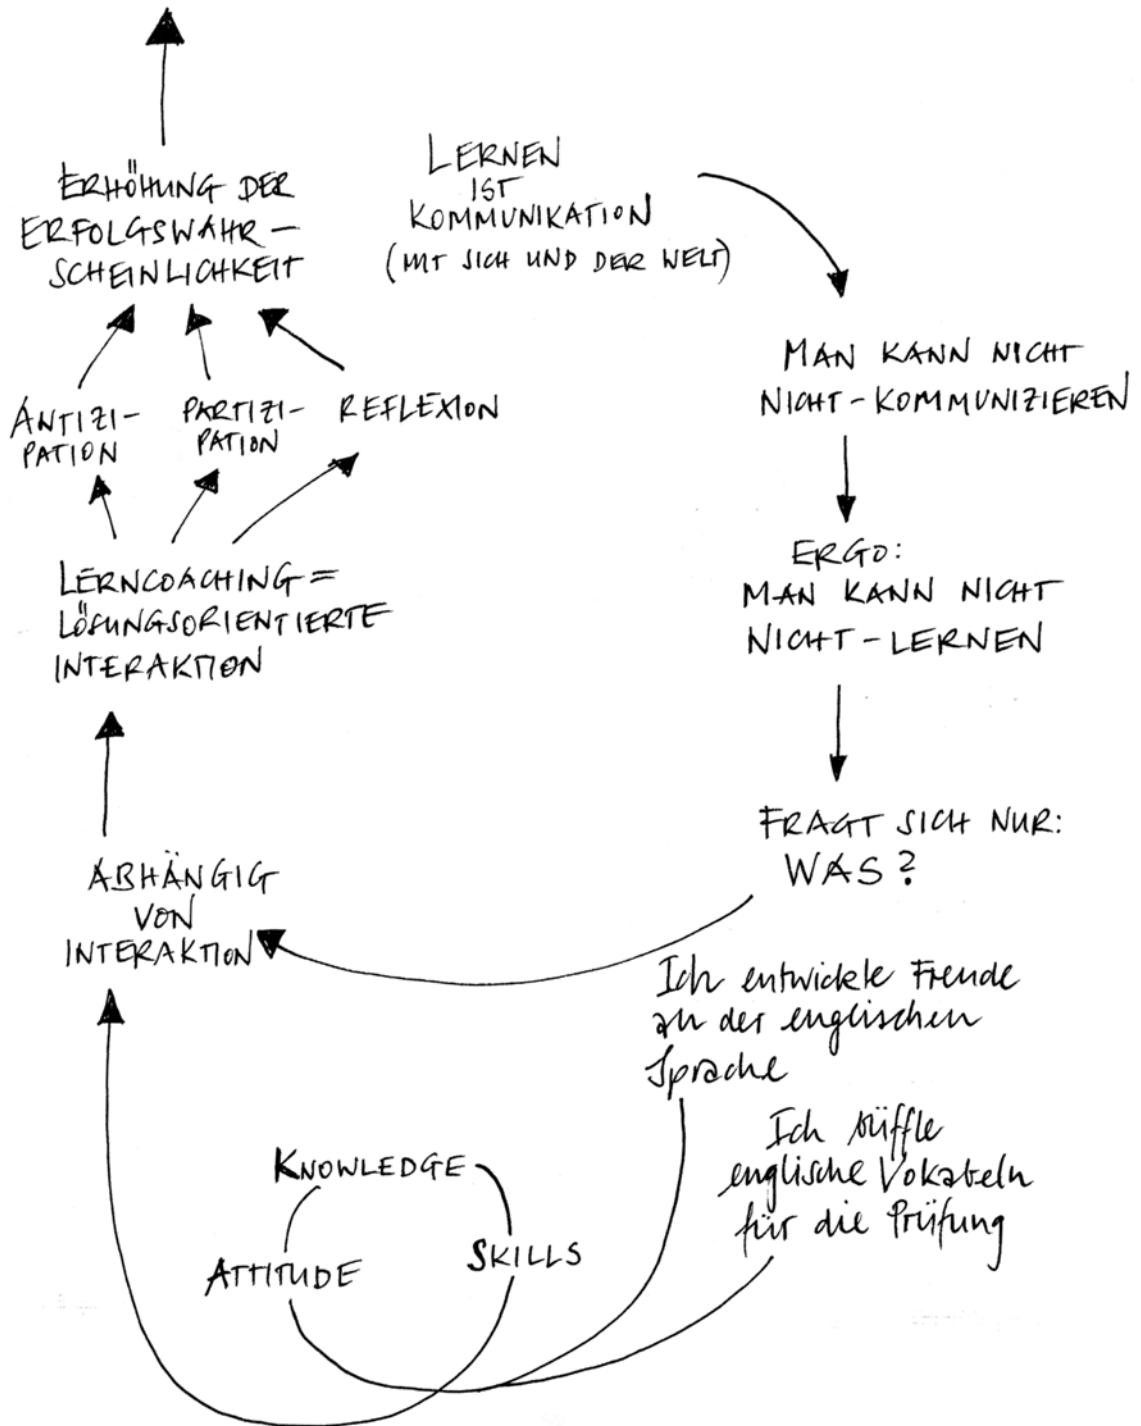 LERNEN
IST
KOMMUNIKATION
(MIT SICH UND DER WELT)
MAN KANN NICHT
NICHT-KOMMUNIZIEREN
ERGO:
MAN KANN NICHT
NICHT-LERNEN
FRAGT SICH NUR:
WAS?
Ich entwickle Freude
an der englischen
Sprache
Ich büffle
englische Vokabeln
für die Prüfung
KNOWLEDGE
SKILLS
ATTITUDE
ABHÄNGIG
VON
INTERAKTION
LERNCOACHING =
LÖSUNGSORIENTIERTE
INTERAKTION
ANTIZI-
PATION
PARTIZI-
PATION
REFLEXION
ERHÖHUNG DER
ERFOLGSWAHR-
SCHEINLICHKEIT